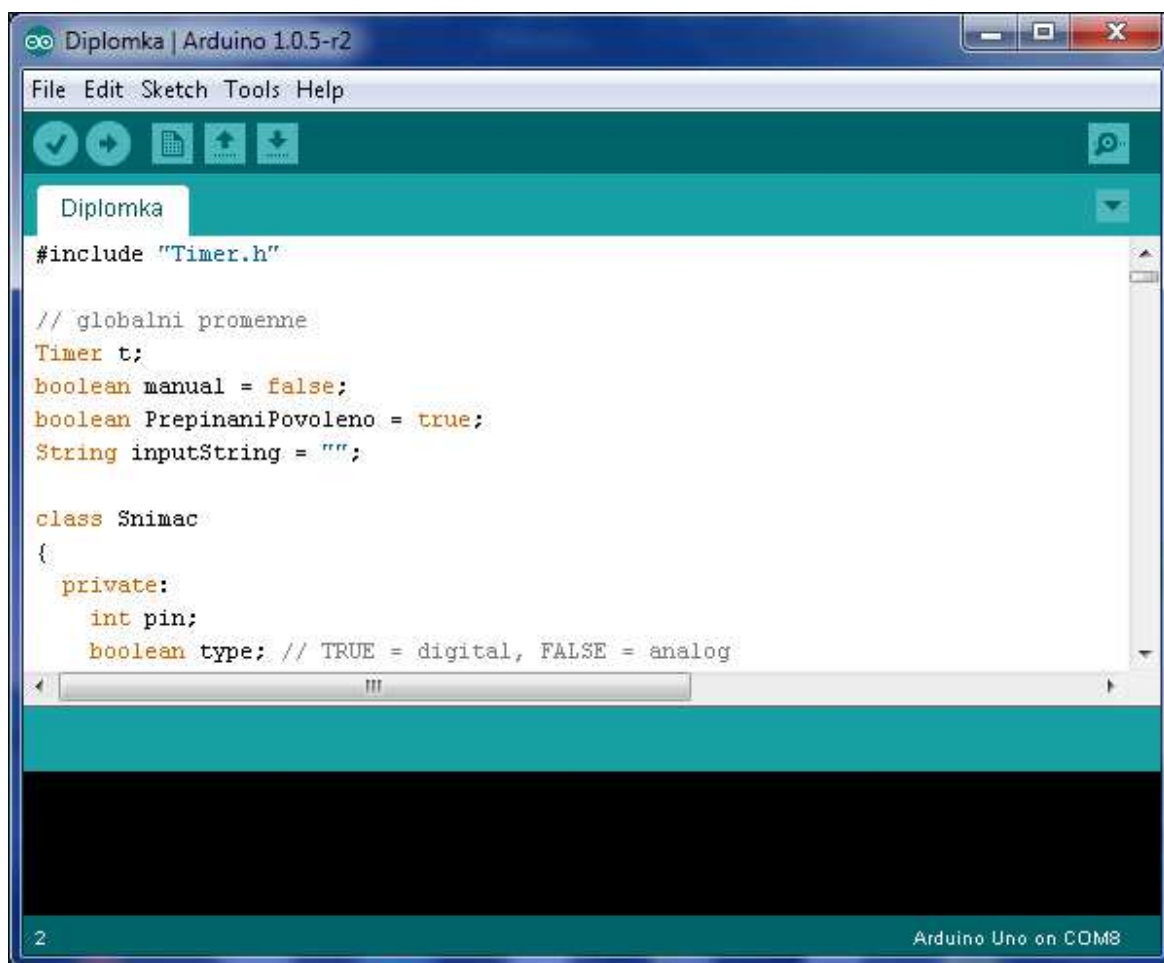 Diplomka | Arduino 1.0.5-r2
File Edit Sketch Tools Help
Diplomka
#include "Timer.h"
// globalni promenne
Timer t;
boolean manual = false;
boolean PrepinaniPovoleno = true;
String inputString = "";
class Snimac
{
  private:
    int pin;
    boolean type; // TRUE = digital, FALSE = analog
2
Arduino Uno on COM8